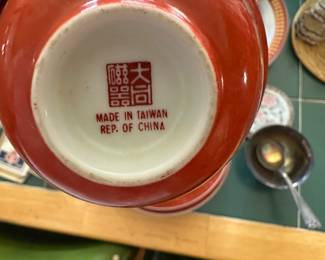 大同
磁器
MADE IN TAIWAN
REP. OF CHINA